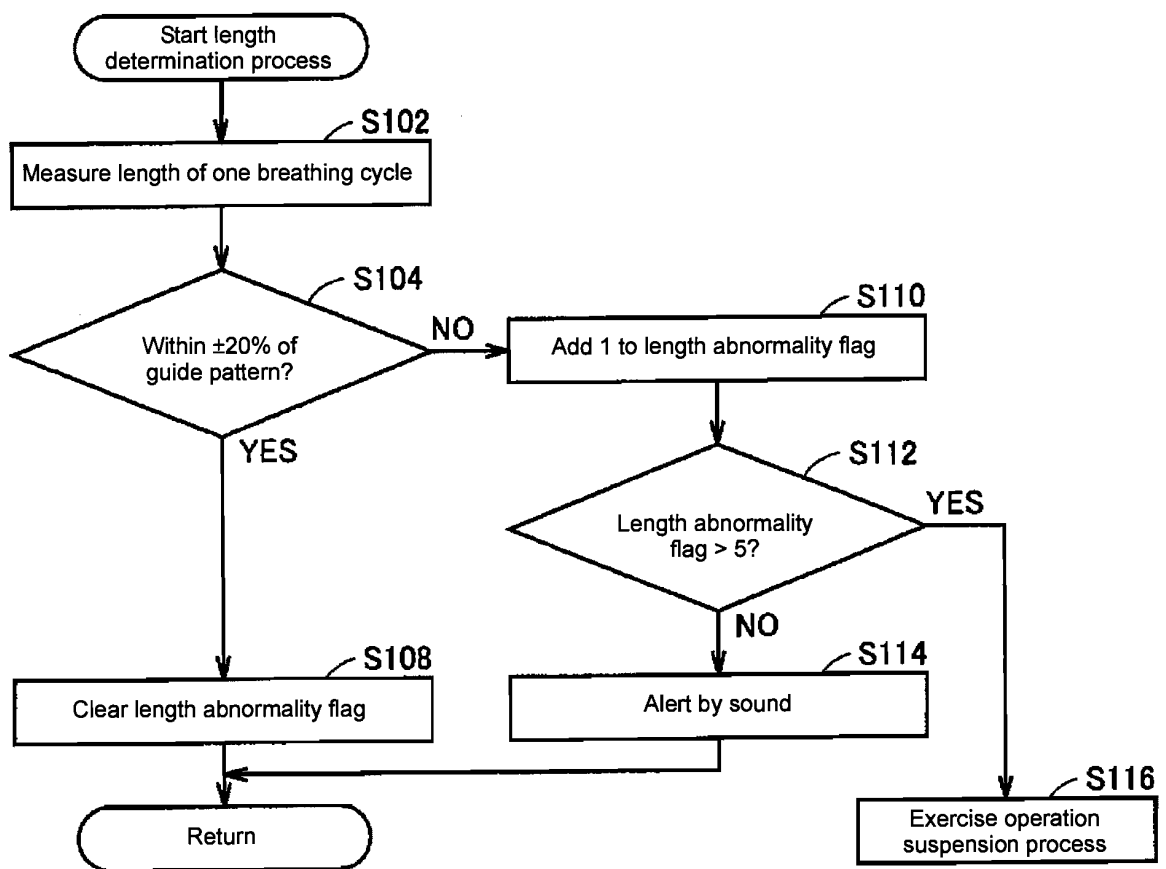 Start length
determination process
S102
Measure length of one breathing cycle
S104
Within ±20% of
guide pattern?
NO
YES
S110
Add 1 to length abnormality flag
S112
Length abnormality
flag > 5?
YES
NO
S108
Clear length abnormality flag
S114
Alert by sound
S116
Exercise operation
suspension process
Return